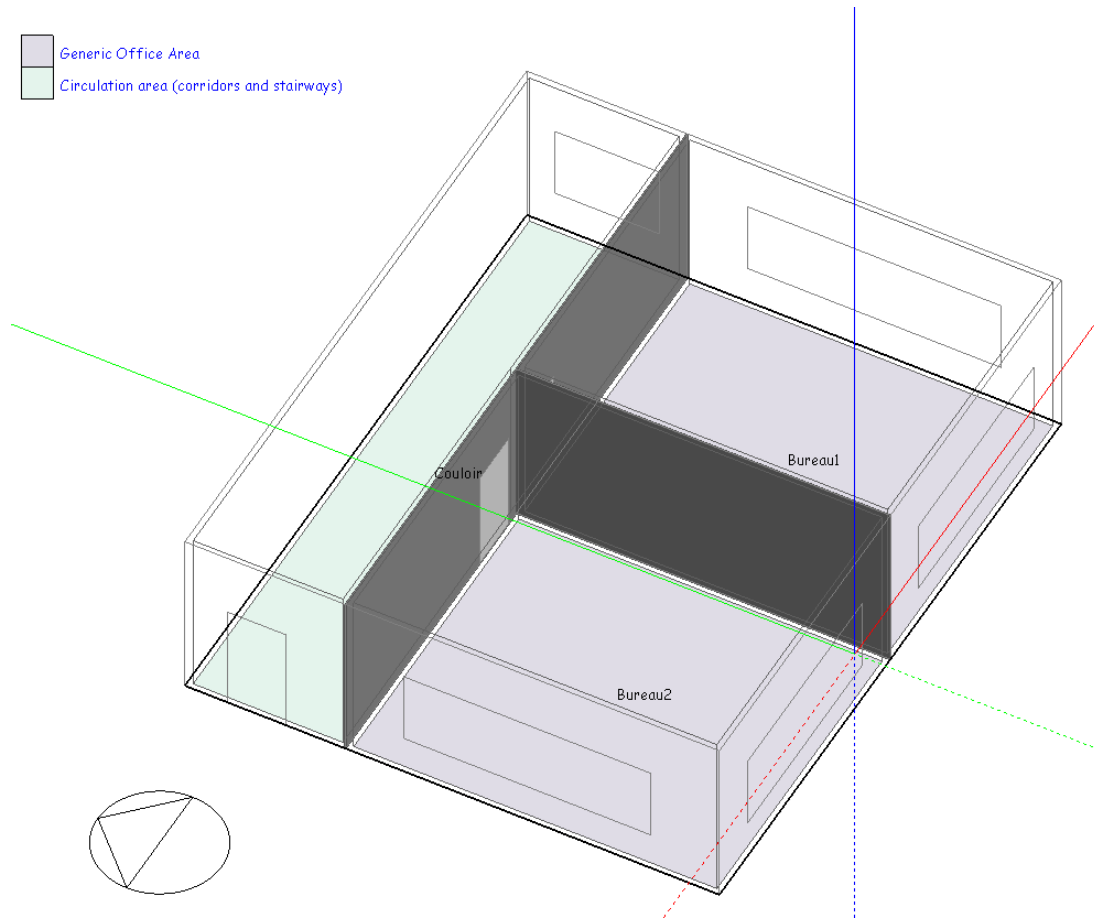 Generic Office Area
Circulation area (corridors and stairways)
Bureau1
Couloir
Bureau2